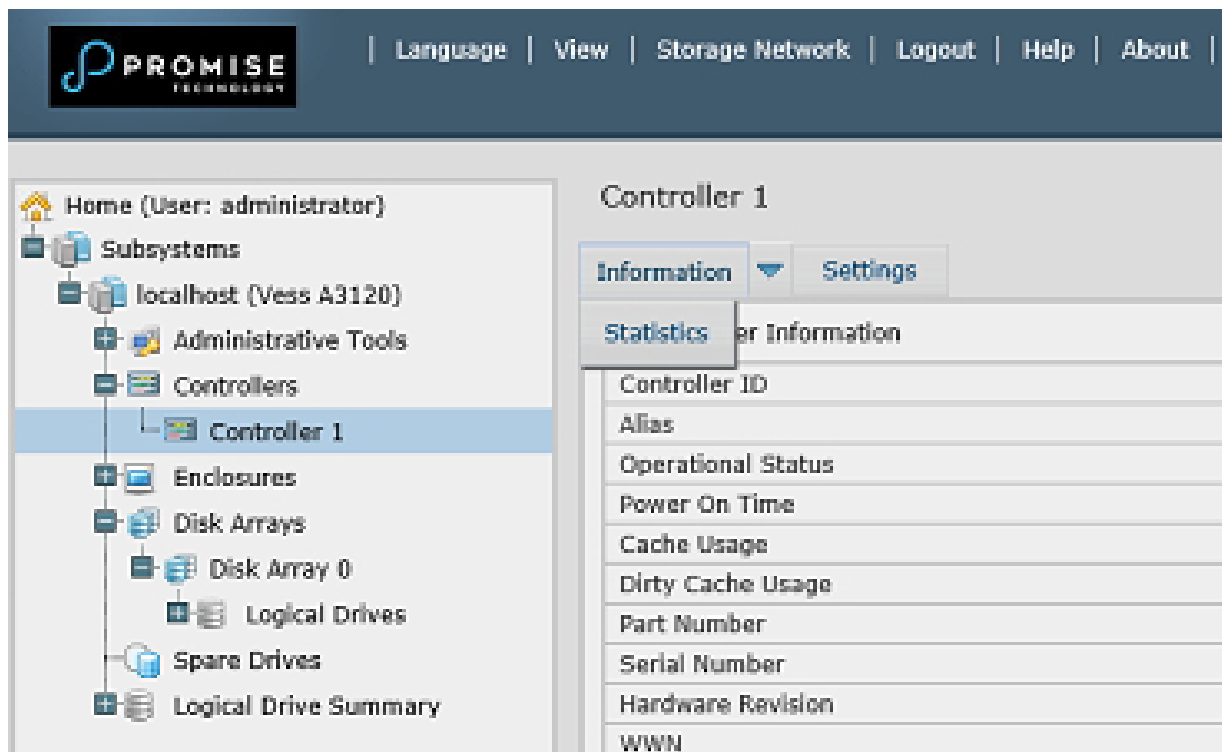 PROMISE
TECHNOLOGY
| Language | View | Storage Network | Logout | Help | About |
Home (User: administrator)
Subsystems
localhost (Vess A3120)
Administrative Tools
Controllers
Controller 1
Enclosures
Disk Arrays
Disk Array 0
Logical Drives
Spare Drives
Logical Drive Summary
Controller 1
Information Settings
Statistics er Information
Controller ID
Alias
Operational Status
Power On Time
Cache Usage
Dirty Cache Usage
Part Number
Serial Number
Hardware Revision
WWN